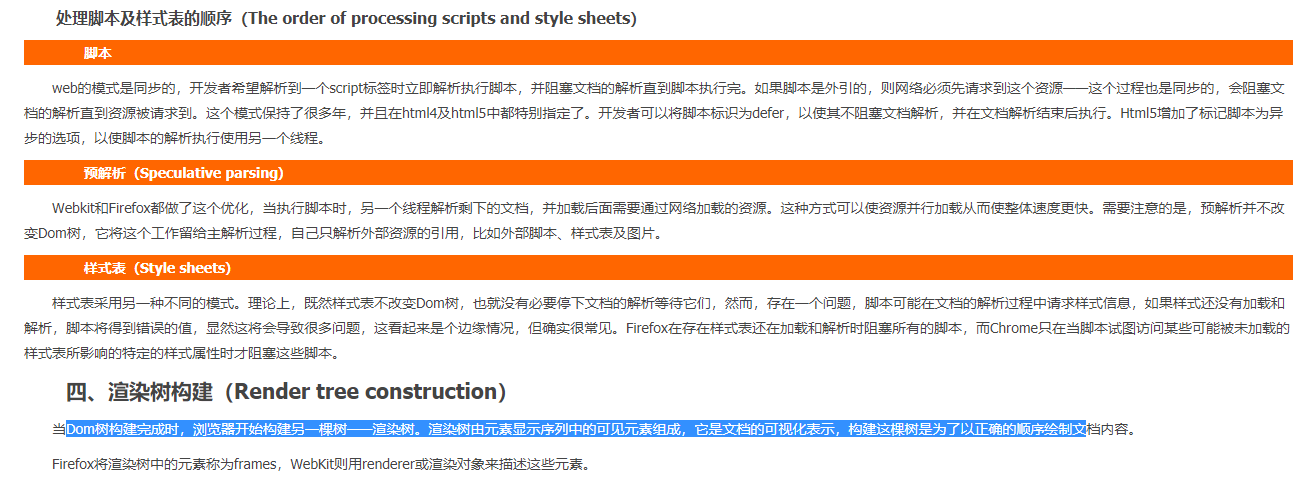 处理脚本及样式表的顺序（The order of processing scripts and style sheets）
脚本
web的模式是同步的，开发者希望解析到一个script标签时立即解析执行脚本，并阻塞文档的解析直到脚本执行完。如果脚本是外引的，则网络必须先请求到这个资源——这个过程也是同步的，会阻塞文
档的解析直到资源被请求到。这个模式保持了很多年，并且在html4及html5中都特别指定了。开发者可以将脚本标识为defer，以使其不阻塞文档解析，并在文档解析结束后执行。Html5增加了标记脚本为异
步的选项，以使脚本的解析执行使用另一个线程。
预解析（Speculative parsing）
Webkit和Firefox都做了这个优化，当执行脚本时，另一个线程解析剩下的文档，并加载后面需要通过网络加载的资源。这种方式可以使资源并行加载从而使整体速度更快。需要注意的是，预解析并不改
变Dom树，它将这个工作留给主解析过程，自己只解析外部资源的引用，比如外部脚本、样式表及图片。
样式表（Style sheets）
样式表采用另一种不同的模式。理论上，既然样式表不改变Dom树，也就没有必要停下文档的解析等待它们，然而，存在一个问题，脚本可能在文档的解析过程中请求样式信息，如果样式还没有加载和
解析，脚本将得到错误的值，显然这将会导致很多问题，这看起来是个边缘情况，但确实很常见。Firefox在存在样式表还在加载和解析时阻塞所有的脚本，而Chrome只在当脚本试图访问某些可能被未加载的
样式表所影响的特定的样式属性时才阻塞这些脚本。
四、渲染树构建（Render tree construction）
当Dom树构建完成时，浏览器开始构建另一棵树——渲染树。渲染树由元素显示序列中的可见元素组成，它是文档的可视化表示，构建这棵树是为了以正确的顺序绘制文档内容。
Firefox将渲染树中的元素称为frames，WebKit则用renderer或渲染对象来描述这些元素。